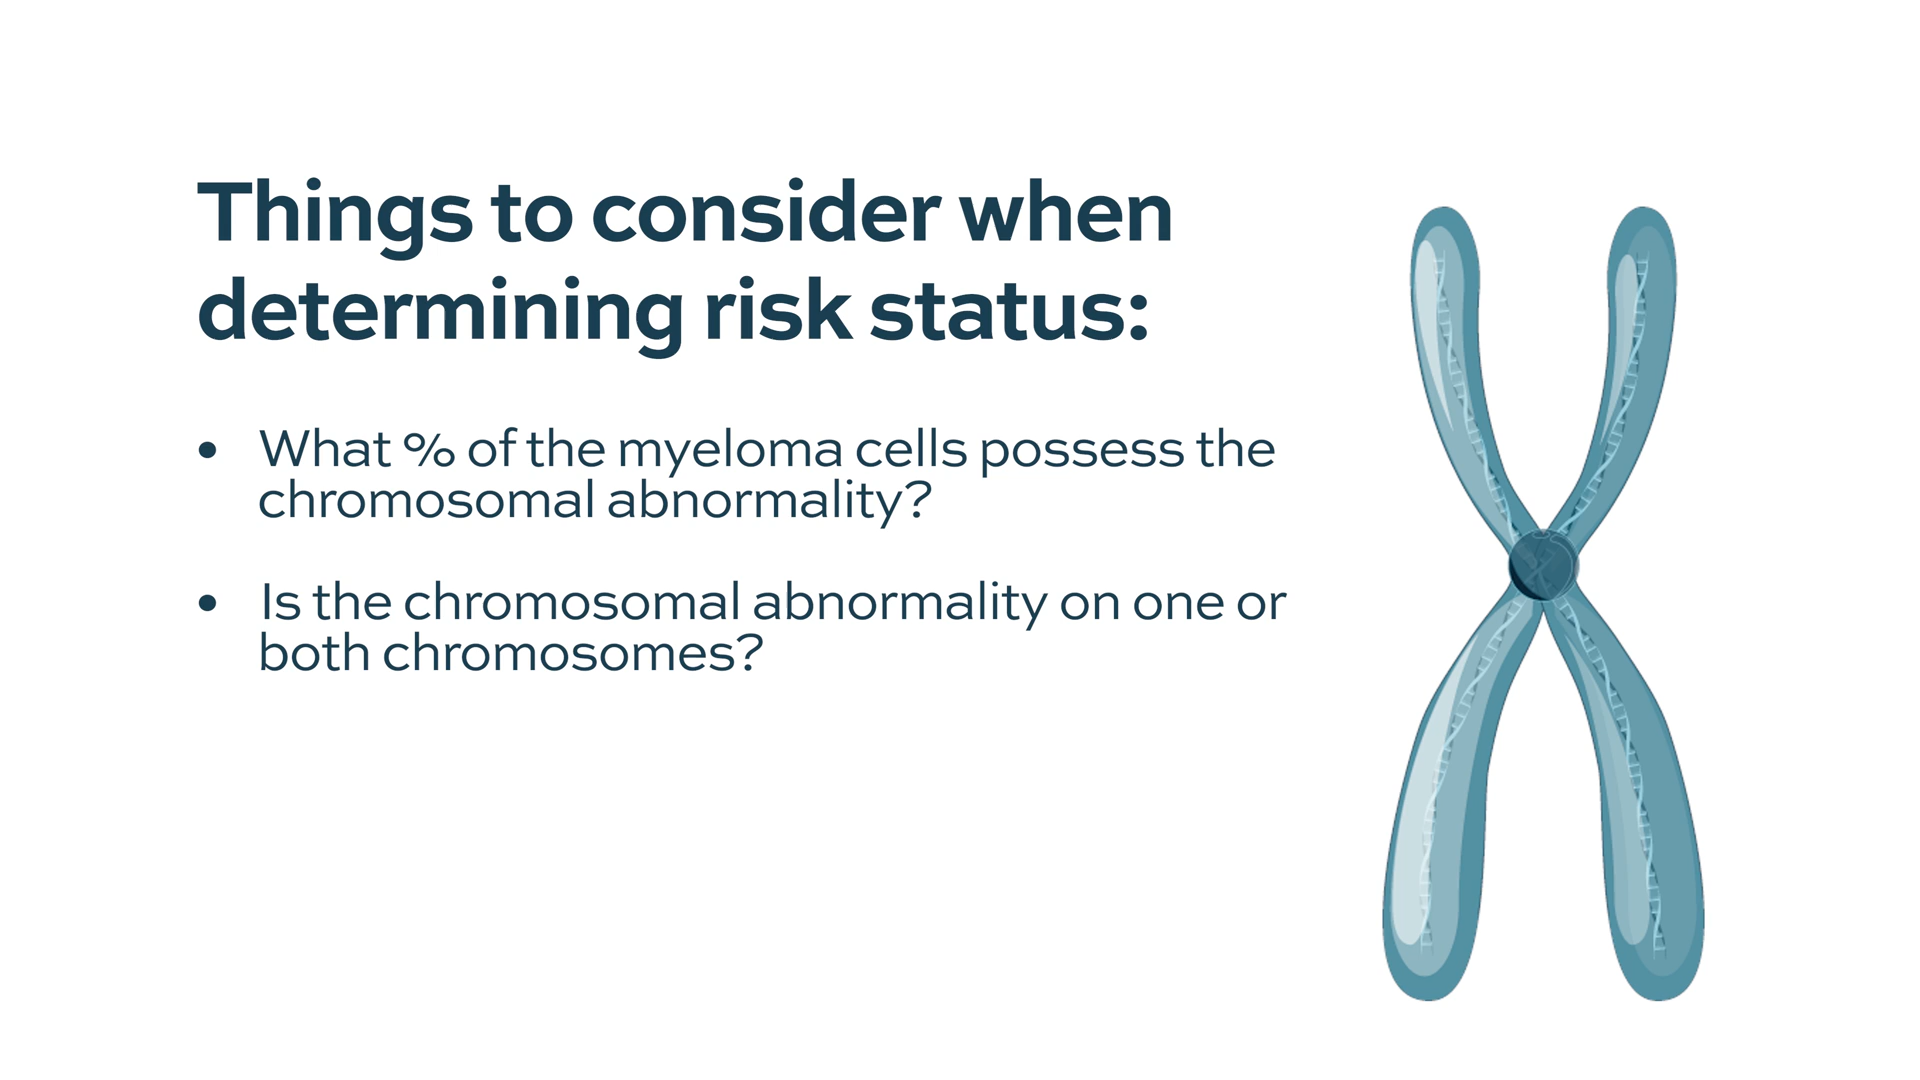 Things to consider when
determining risk status:
• What % of the myeloma cells possess the
chromosomal abnormality?
• Is the chromosomal abnormality on one or
both chromosomes?